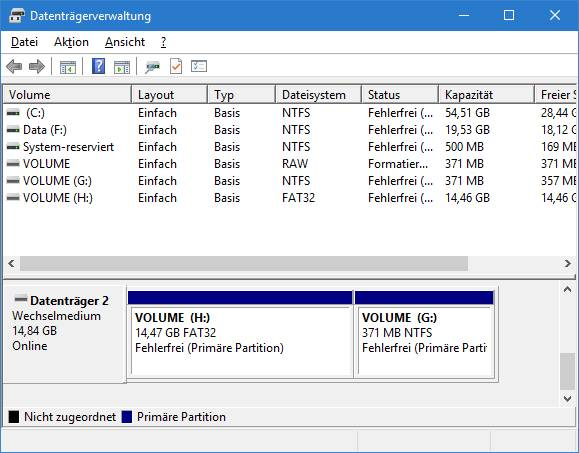 Datenträgerverwaltung
Datei Aktion Ansicht ?
Volume Layout Typ Dateisystem Status Kapazität Freier S
(C:) Einfach Basis NTFS Fehlerfrei (... 54,51 GB 28,44 G
Data (F:) Einfach Basis NTFS Fehlerfrei (... 19,53 GB 18,12 G
System-reserviert Einfach Basis NTFS Fehlerfrei (... 500 MB 169 MB
VOLUME Einfach Basis RAW Formatier... 371 MB 371 MB
VOLUME (G:) Einfach Basis NTFS Fehlerfrei (... 371 MB 357 MB
VOLUME (H:) Einfach Basis FAT32 Fehlerfrei (... 14,46 GB 14,46 G
Datenträger 2
Wechselmedium
14,84 GB
Online
VOLUME (H:)
14,47 GB FAT32
Fehlerfrei (Primäre Partition)
VOLUME (G:)
371 MB NTFS
Fehlerfrei (Primäre Parti
Nicht zugeordnet Primäre Partition